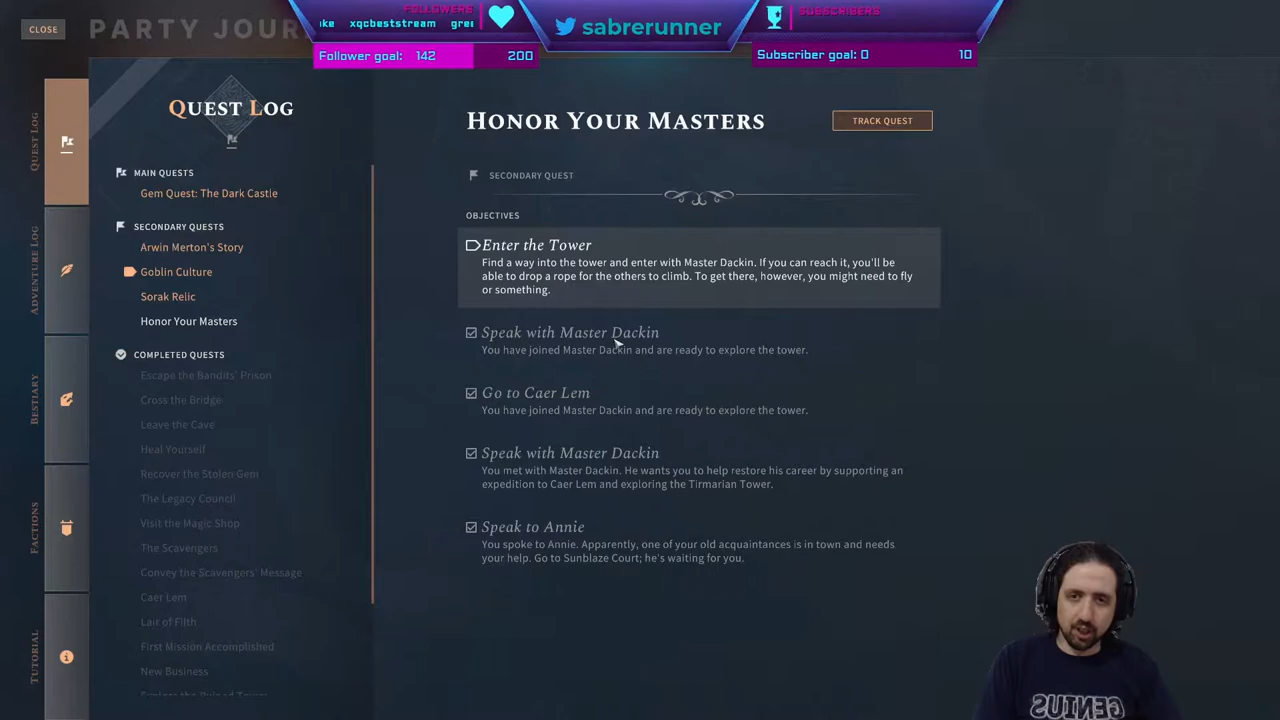 FOLLOWERS
SUBSCRIBERS
ke xqcbeststream gree
sabrerunner
CLOSE
PARTY JOUR
Follower goal: 142 200
Subscriber goal: 0 10
QUEST LOG
ADVENTURE LOG
BESTIARY
FACTIONS
TUTORIAL
QUEST LOG
MAIN QUESTS
Gem Quest: The Dark Castle
SECONDARY QUESTS
Arwin Merton's Story
Goblin Culture
Sorak Relic
Honor Your Masters
COMPLETED QUESTS
Escape the Bandits' Prison
Cross the Bridge
Leave the Cave
Heal Yourself
Recover the Stolen Gem
The Legacy Council
Visit the Magic Shop
The Scavengers
Convey the Scavengers' Message
Caer Lem
Lair of Filth
First Mission Accomplished
New Business
Explore the Ruined Tower
HONOR YOUR MASTERS
TRACK QUEST
SECONDARY QUEST
OBJECTIVES
Enter the Tower
Find a way into the tower and enter with Master Dackin. If you can reach it, you'll be
able to drop a rope for the others to climb. To get there, however, you might need to fly
or something.
Speak with Master Dackin
You have joined Master Dackin and are ready to explore the tower.
Go to Caer Lem
You have joined Master Dackin and are ready to explore the tower.
Speak with Master Dackin
You met with Master Dackin. He wants you to help restore his career by supporting an
expedition to Caer Lem and exploring the Tirmarian Tower.
Speak to Annie
You spoke to Annie. Apparently, one of your old acquaintances is in town and needs
your help. Go to Sunblaze Court; he's waiting for you.
GENIUS